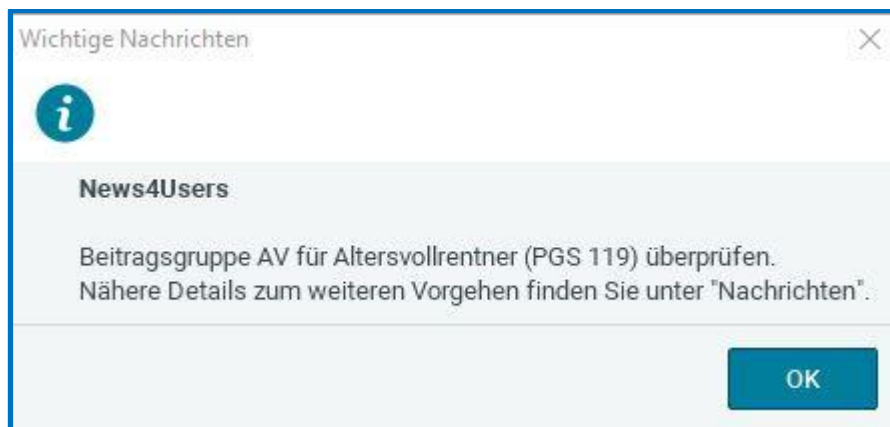 Wichtige Nachrichten
News4Users
Beitragsgruppe AV für Altersvollrentner (PGS 119) überprüfen.
Nähere Details zum weiteren Vorgehen finden Sie unter "Nachrichten".
OK